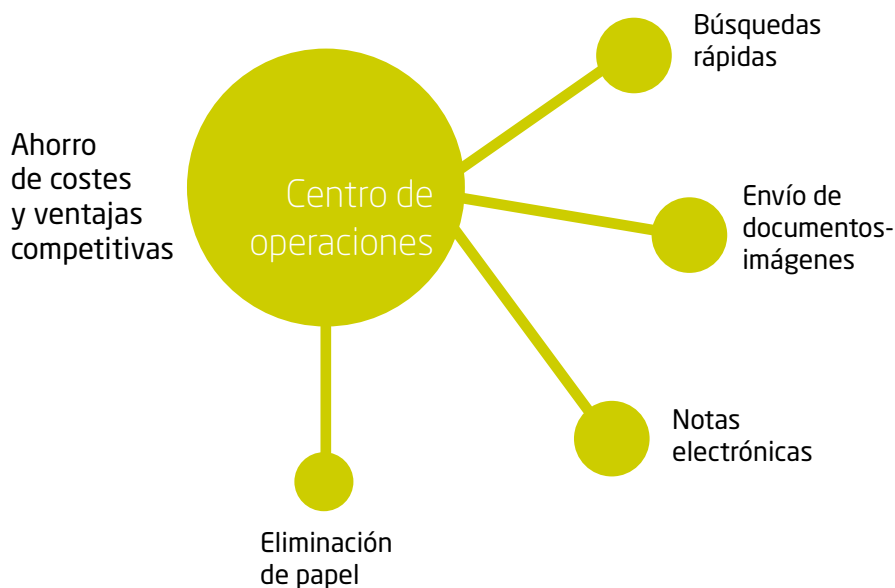 Búsquedas
rápidas
Ahorro
de costes
y ventajas
competitivas
Centro de
operaciones
Envío de
documentos-
imágenes
Notas
electrónicas
Eliminación
de papel